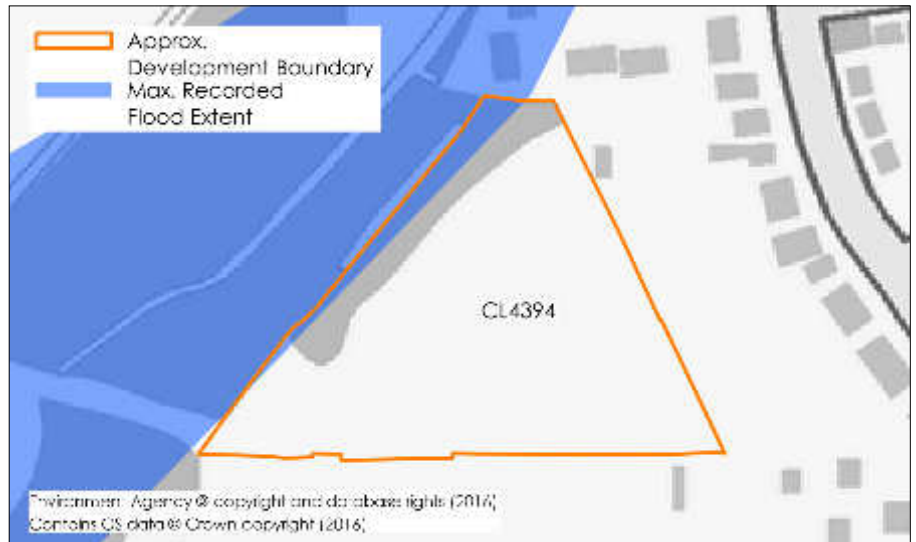 Approx.
Development Boundary
Max. Recorded
Flood Extent
CL4394
Environment Agency © copyright and database rights (2016)
Contains OS data © Crown copyright (2016)